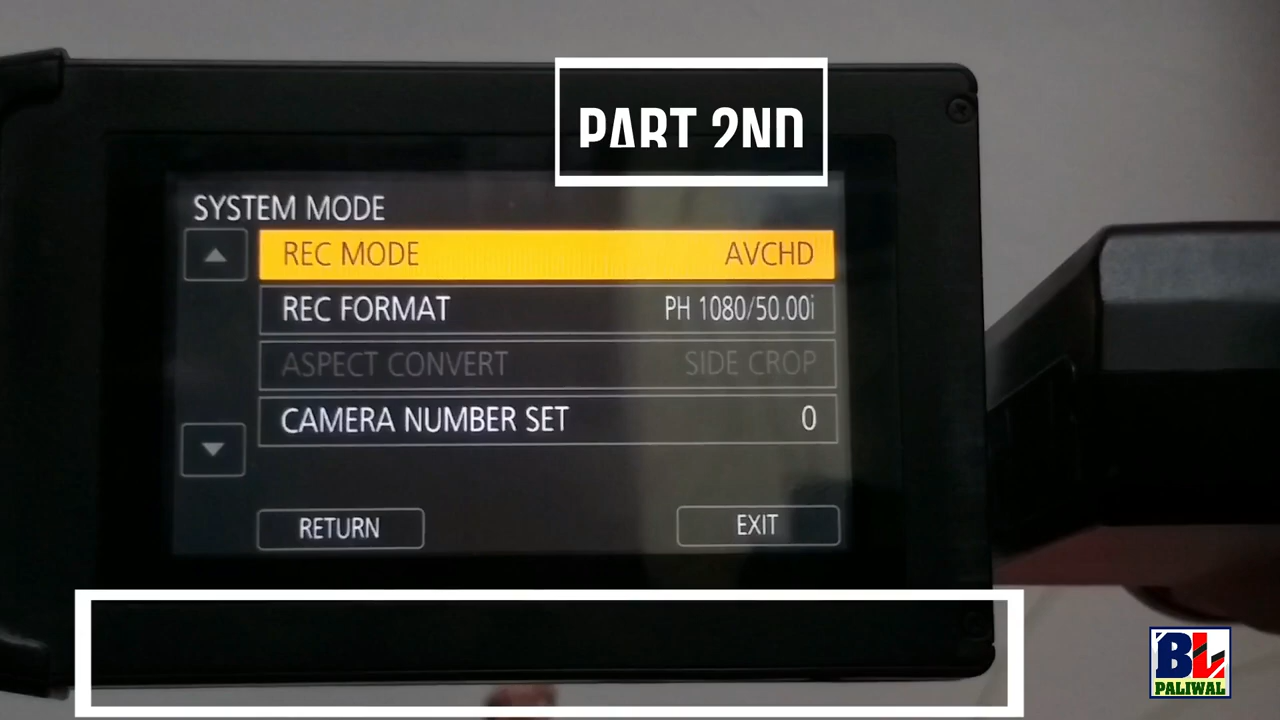 PART 2ND
SYSTEM MODE
REC MODE AVCHD
REC FORMAT PH 1080/50.00i
ASPECT CONVERT SIDE CROP
CAMERA NUMBER SET 0
RETURN EXIT
BL
PALIWAL